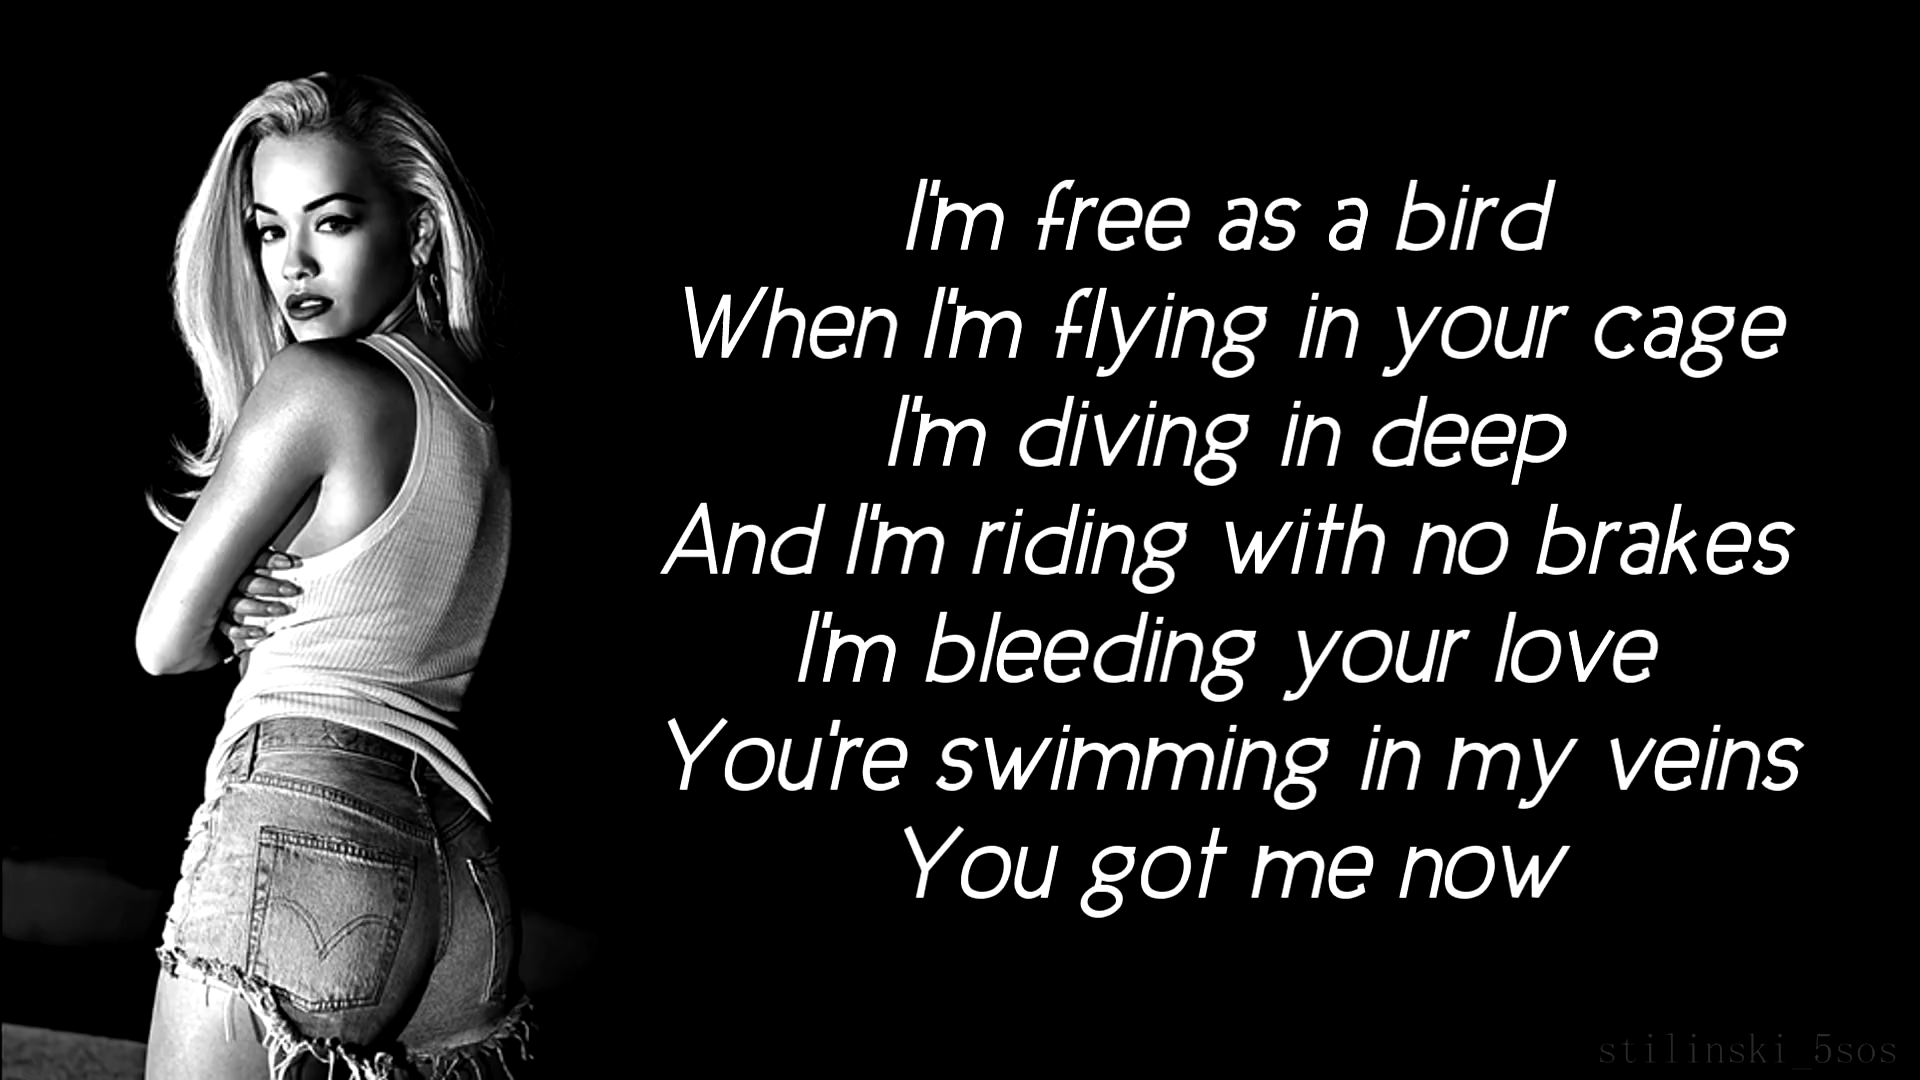 I'm free as a bird
When I'm flying in your cage
I'm diving in deep
And I'm riding with no brakes
I'm bleeding your love
You're swimming in my veins
You got me now
stilinski_5sos